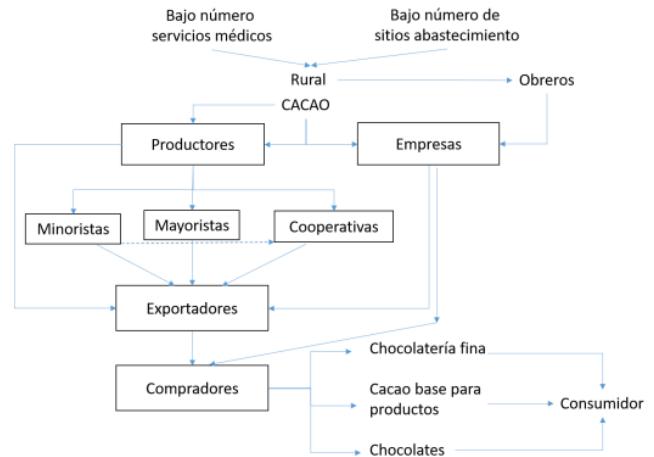 Bajo número
servicios médicos
Bajo número de
sitios abastecimiento
Rural
Obreros
CACAO
Productores
Empresas
Minoristas
Mayoristas
Cooperativas
Exportadores
Chocolatería fina
Compradores
Cacao base para
productos
Consumidor
Chocolates